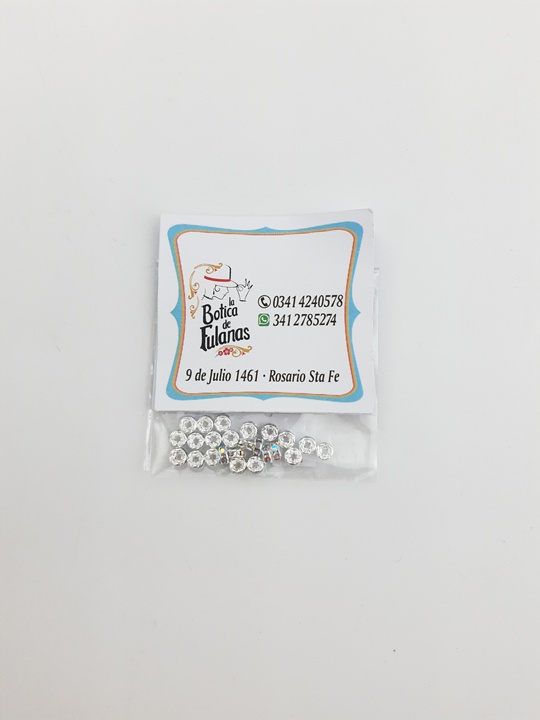 la
Botica
de
Fulanas
0341 4240578
341 2785274
9 de Julio 1461 · Rosario Sta Fe